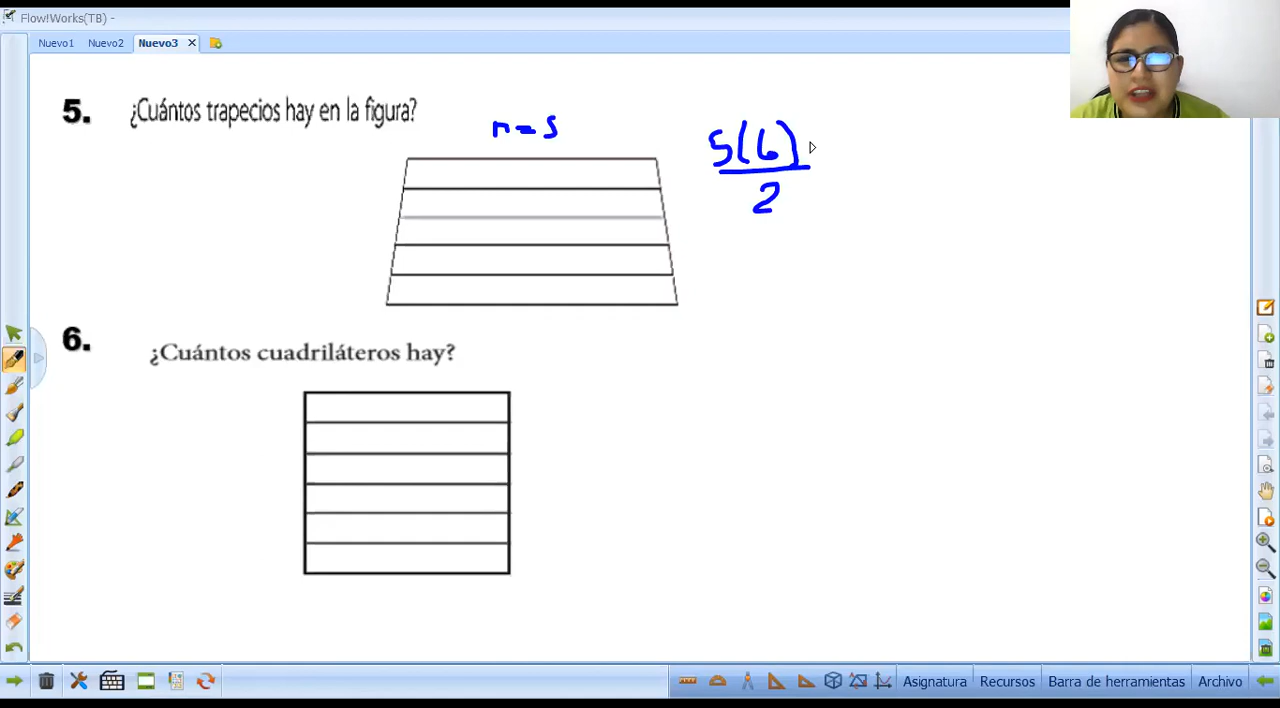 Flow!Works(TB) -
Nuevo1 Nuevo2 Nuevo3
5. ¿Cuántos trapecios hay en la figura?
n=5
5(6)
2
6. ¿Cuántos cuadriláteros hay?
Asignatura Recursos Barra de herramientas Archivo